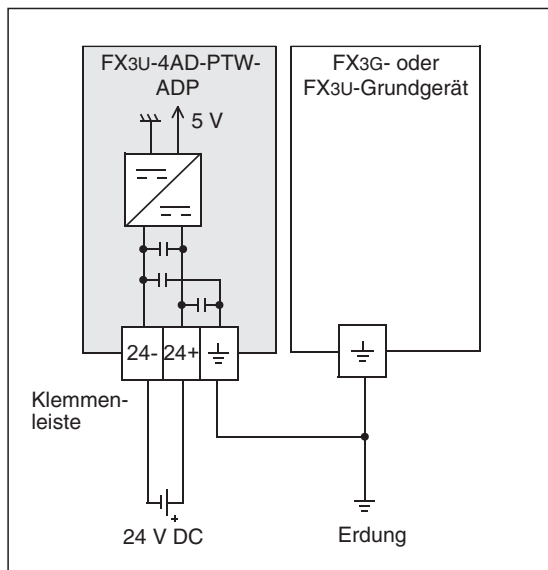 FX3U-4AD-PTW-
ADP
5 V
FX3G- oder
FX3U-Grundgerät
24- 24+
Klemmen-
leiste
+
24 V DC
Erdung